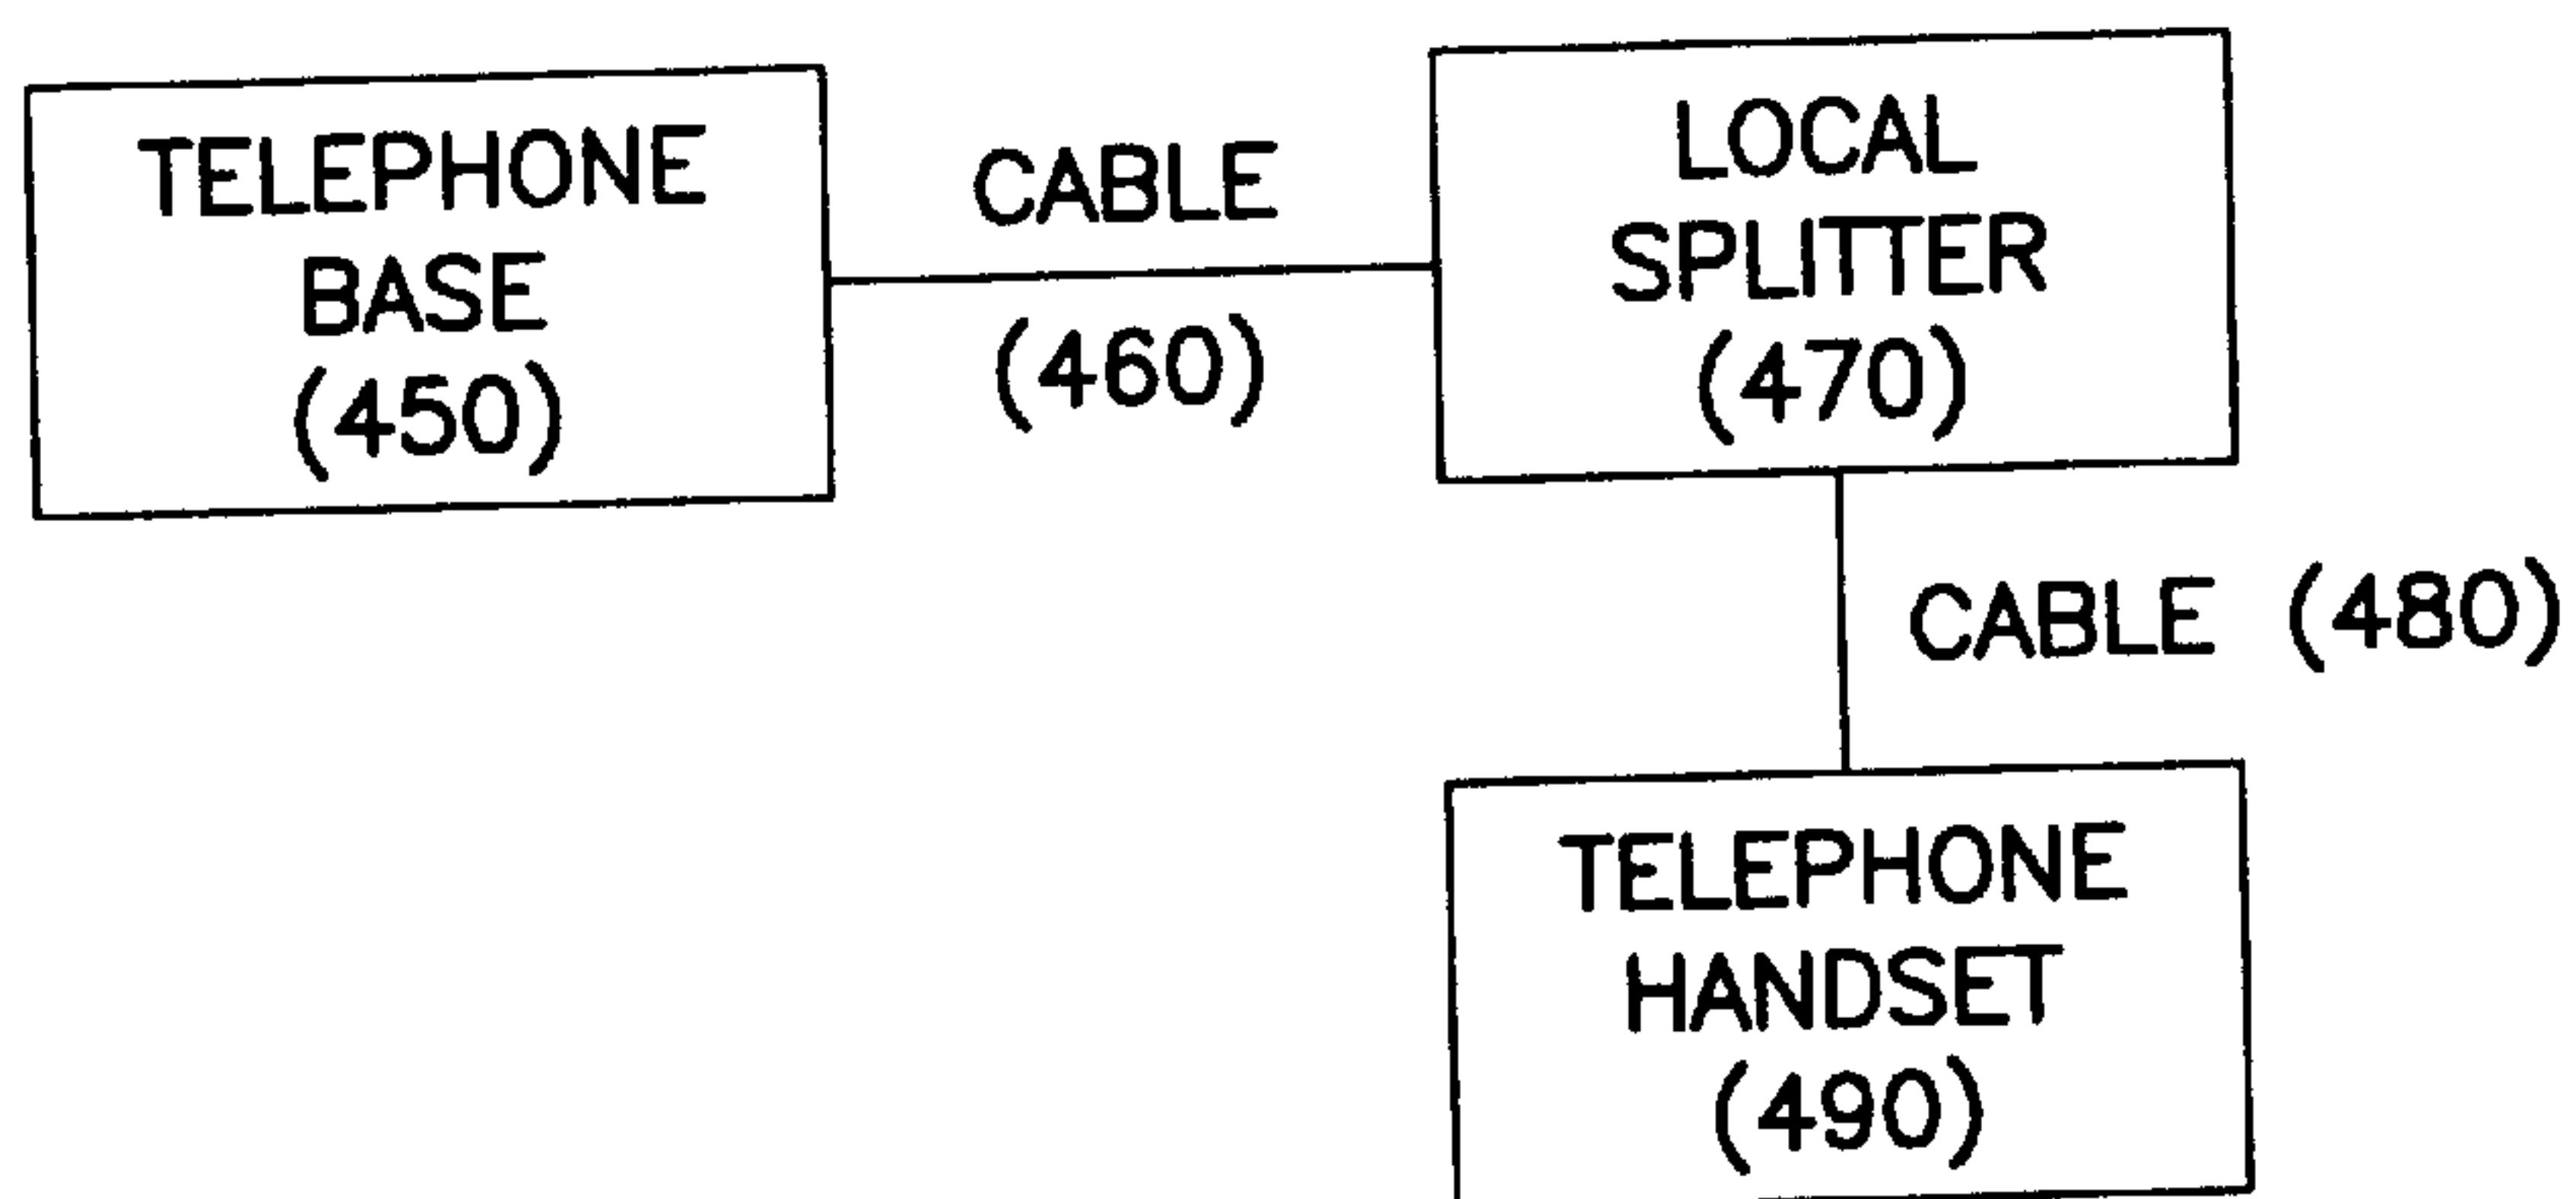 TELEPHONE
BASE
(450)
CABLE
(460)
LOCAL
SPLITTER
(470)
CABLE (480)
TELEPHONE
HANDSET
(490)